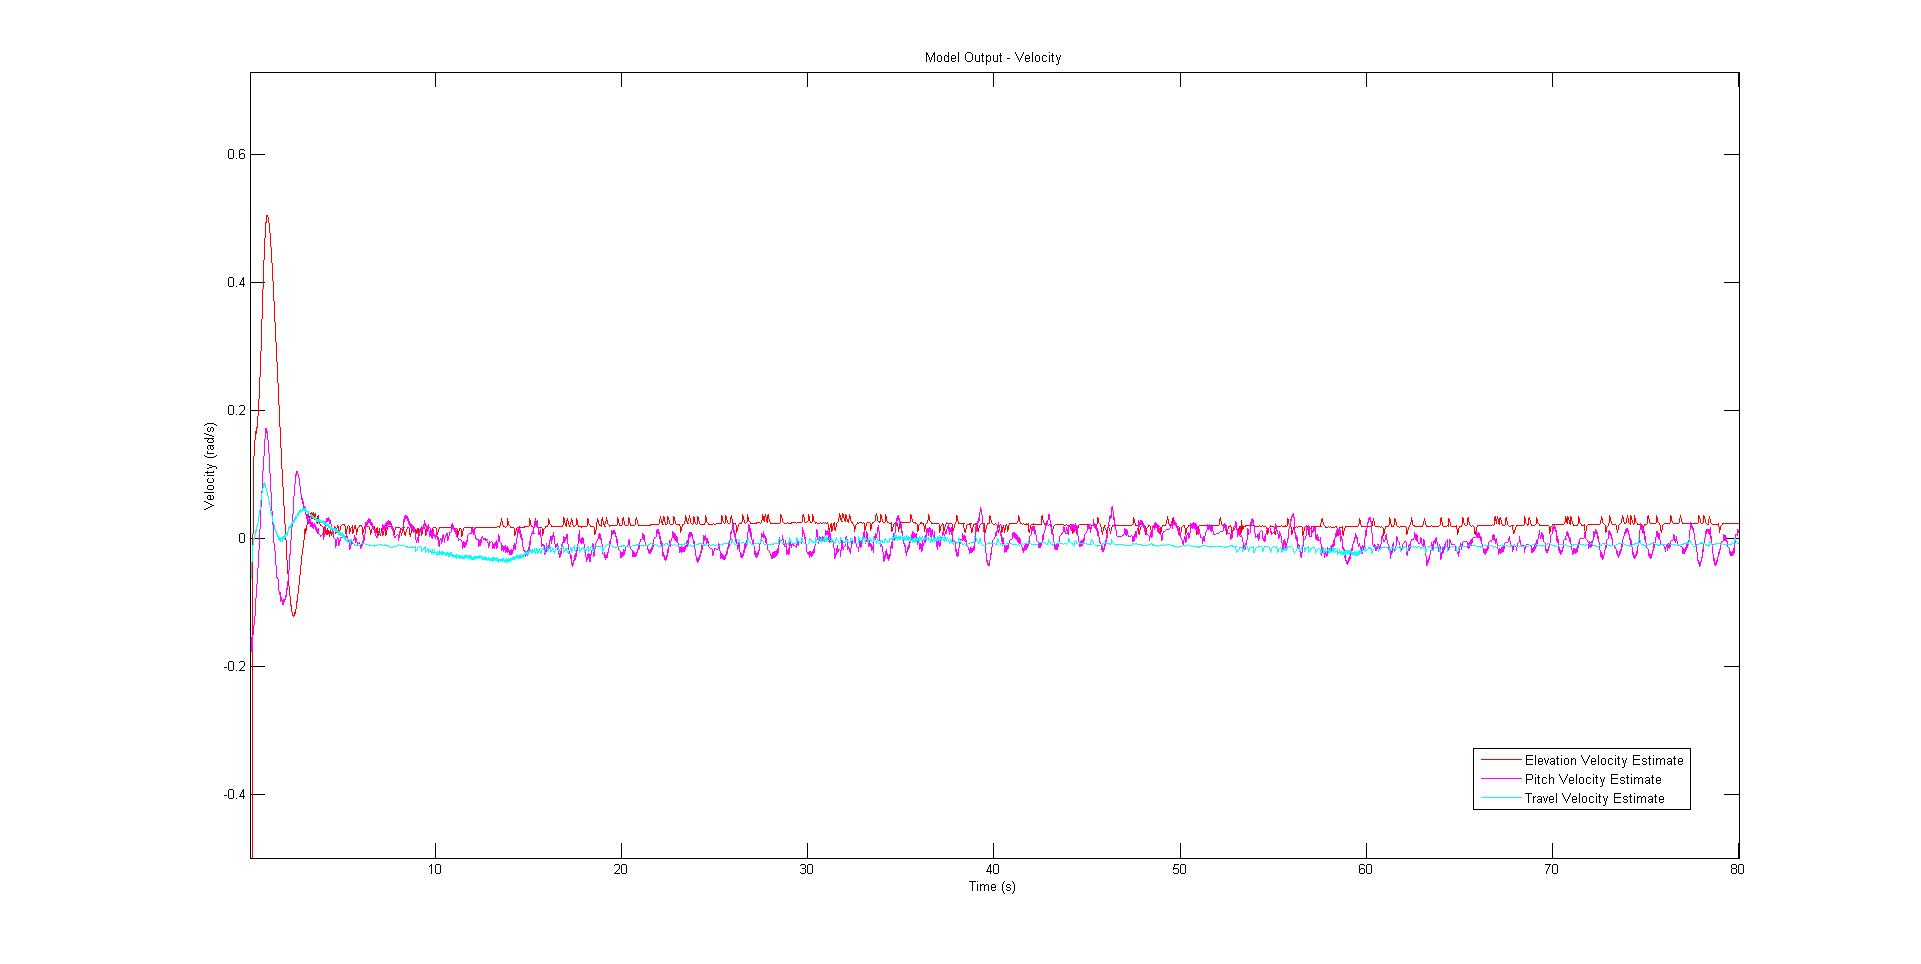 Model Output - Velocity
0.6
0.4
0.2
0
-0.2
-0.4
Velocity (rad/s)
10 20 30 40 50 60 70 80
Time (s)
Elevation Velocity Estimate
Pitch Velocity Estimate
Travel Velocity Estimate